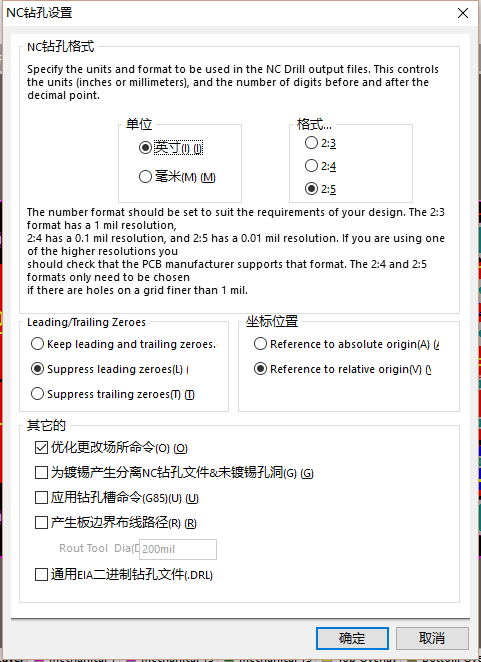 NC钻孔设置
NC钻孔格式
Specify the units and format to be used in the NC Drill output files. This controls
the units (inches or millimeters), and the number of digits before and after the
decimal point.
单位
英寸(I) (I)
毫米(M) (M)
格式...
2:3
2:4
2:5
The number format should be set to suit the requirements of your design. The 2:3
format has a 1 mil resolution,
2:4 has a 0.1 mil resolution, and 2:5 has a 0.01 mil resolution. If you are using one
of the higher resolutions you
should check that the PCB manufacturer supports that format. The 2:4 and 2:5
formats only need to be chosen
if there are holes on a grid finer than 1 mil.
Leading/Trailing Zeroes
Keep leading and trailing zeroes.
Suppress leading zeroes(L) (
Suppress trailing zeroes(T) (T)
坐标位置
Reference to absolute origin(A) (
Reference to relative origin(V) (
其它的
优化更改场所命令(O) (O)
为镀锡产生分离NC钻孔文件&未镀锡孔洞(G) (G)
应用钻孔槽命令(G85)(U) (U)
产生板边界布线路径(R) (R)
Rout Tool Dia(D
200mil
通用EIA二进制钻孔文件(.DRL)
确定
取消